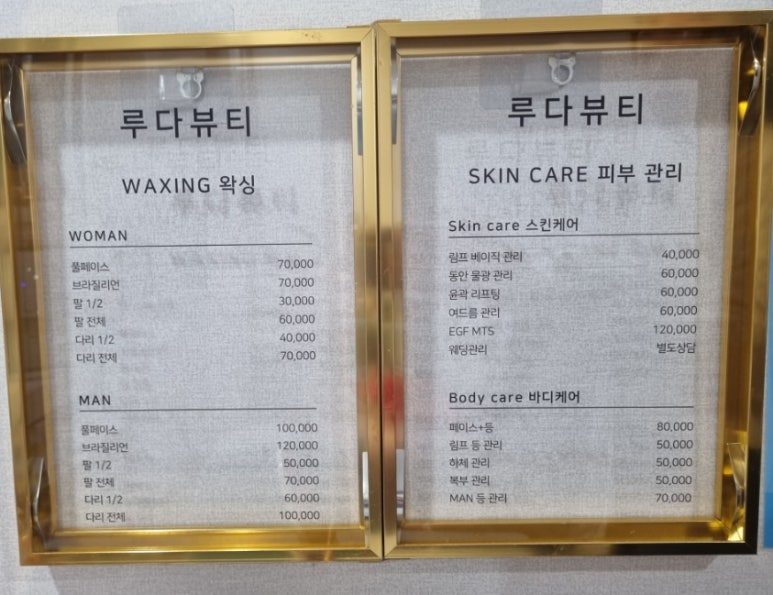 루다뷰티
WAXING 왁싱
WOMAN
풀페이스 70,000
브라질리언 70,000
팔 1/2 30,000
팔 전체 60,000
다리 1/2 40,000
다리 전체 70,000
MAN
풀페이스 100,000
브라질리언 120,000
팔 1/2 50,000
팔 전체 70,000
다리 1/2 60,000
다리 전체 100,000
루다뷰티
SKIN CARE 피부 관리
Skin care 스킨케어
림프 베이직 관리 40,000
동안 물광 관리 60,000
윤곽 리프팅 60,000
여드름 관리 60,000
EGF MTS 120,000
웨딩관리 별도상담
Body care 바디케어
페이스+등 80,000
림프 등 관리 50,000
하체 관리 50,000
복부 관리 50,000
MAN 등 관리 70,000